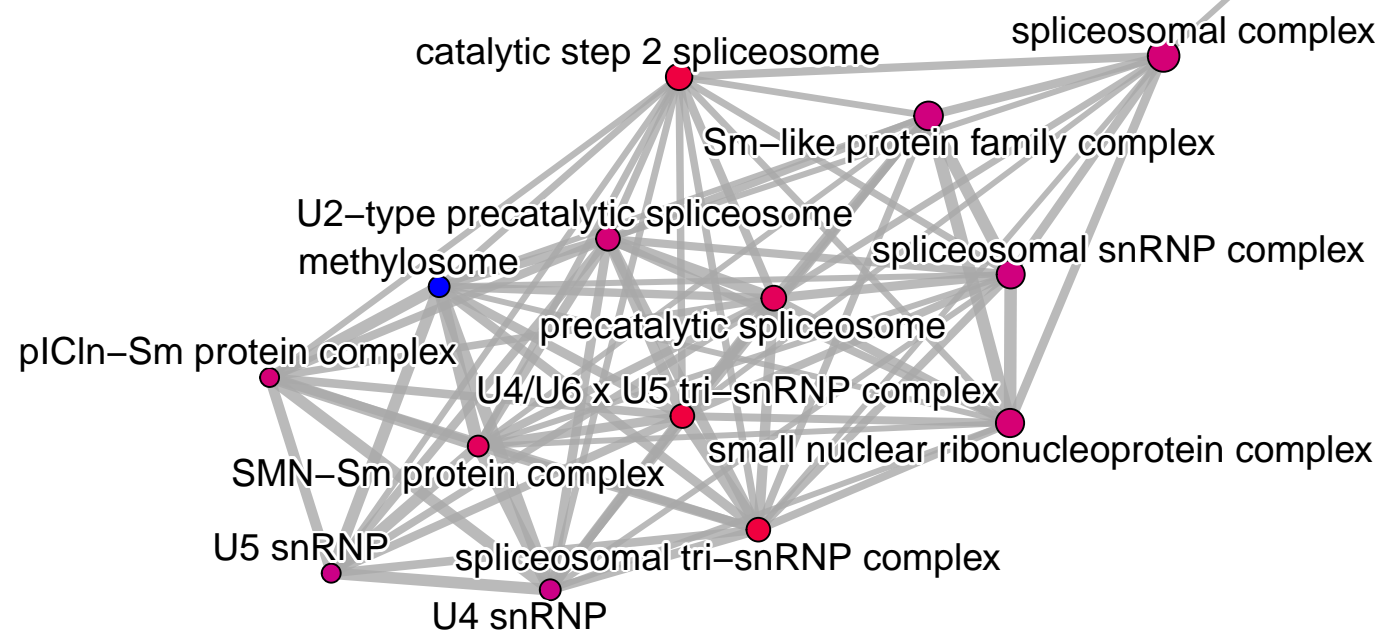 spliceosomal complex
catalytic step 2 spliceosome
Sm−like protein family complex
U2−type precatalytic spliceosome
spliceosomal snRNP complex
methylosome
precatalytic spliceosome
pICln−Sm protein complex
U4/U6 x U5 tri−snRNP complex
small nuclear ribonucleoprotein complex
SMN−Sm protein complex
U5 snRNP
spliceosomal tri−snRNP complex
U4 snRNP